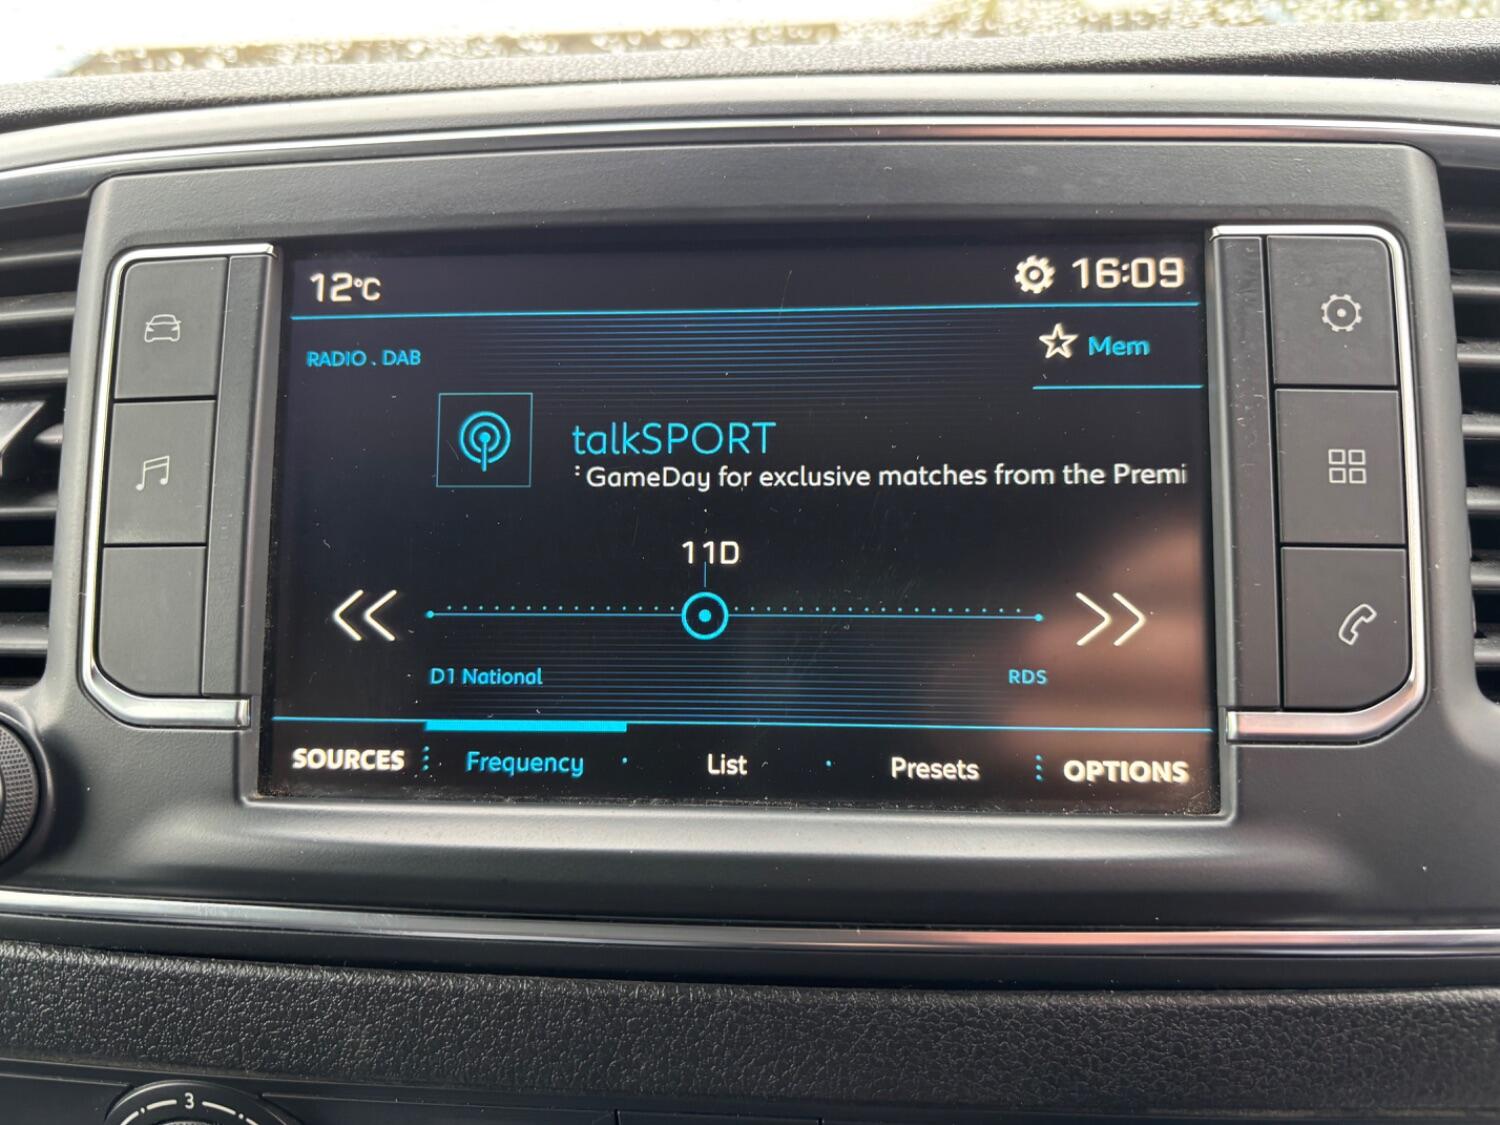 12°C
16:09
RADIO . DAB
Mem
talkSPORT
: GameDay for exclusive matches from the Premi
11D
D1 National
RDS
SOURCES
Frequency
List
Presets
OPTIONS
3